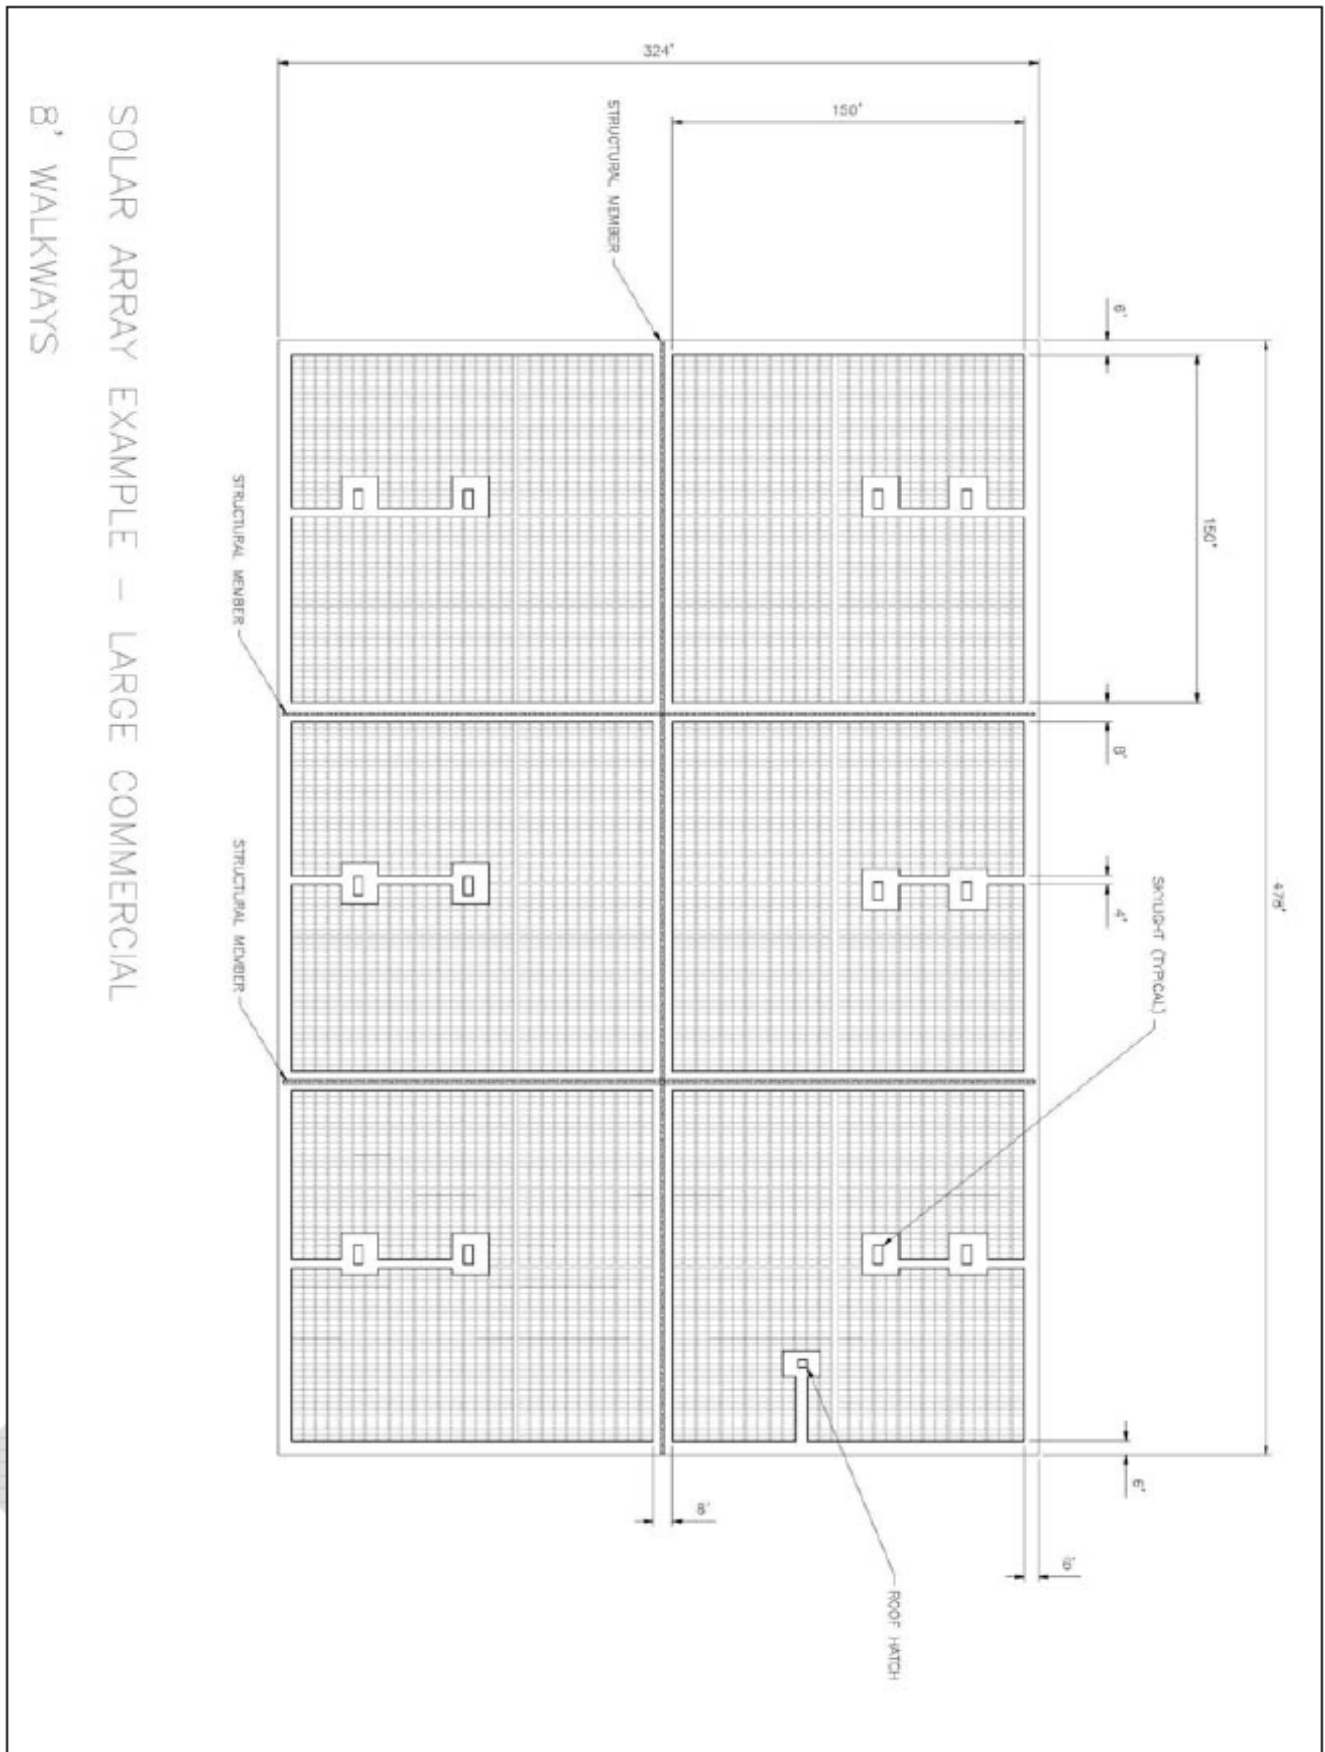 SOLAR ARRAY EXAMPLE – LARGE COMMERCIAL
8' WALKWAYS
324'
150'
STRUCTURAL MEMBER
6'
150'
478'
STRUCTURAL MEMBER
8'
4'
SKYLIGHT (TYPICAL)
STRUCTURAL MEMBER
6'
8'
6'
ROOF HATCH